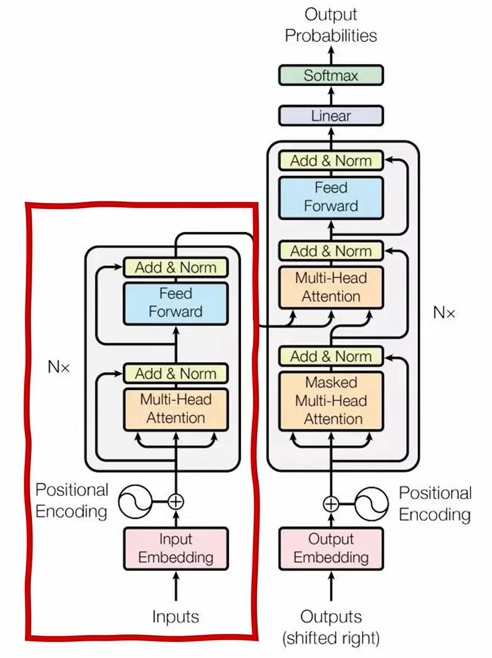 Output
Probabilities
Softmax
Linear
Add & Norm
Feed
Forward
Add & Norm
Multi-Head
Attention
Add & Norm
Masked
Multi-Head
Attention
N×
Positional
Encoding
Output
Embedding
Outputs
(shifted right)
Add & Norm
Feed
Forward
Add & Norm
Multi-Head
Attention
N×
Positional
Encoding
Input
Embedding
Inputs